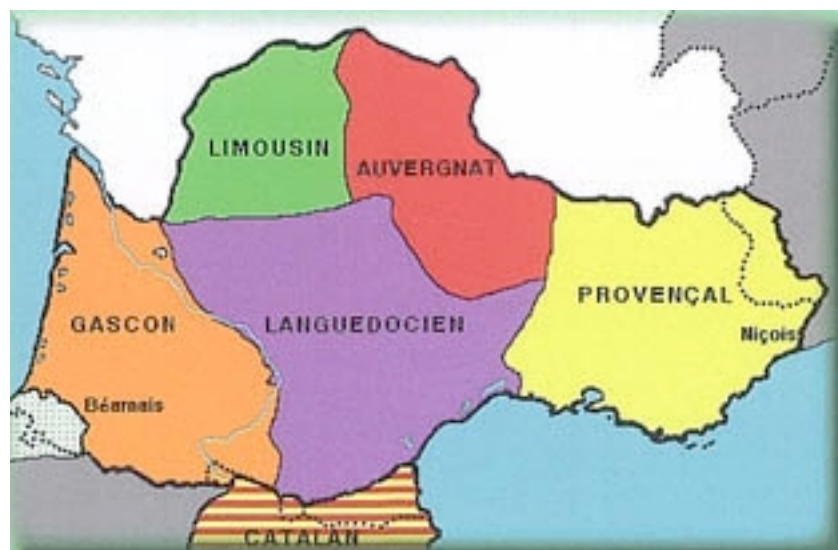 LIMOUSIN
AUVERGNAT
PROVENÇAL
GASCON
LANGUEDOCIEN
Niçois
Béarnais
CATALAN